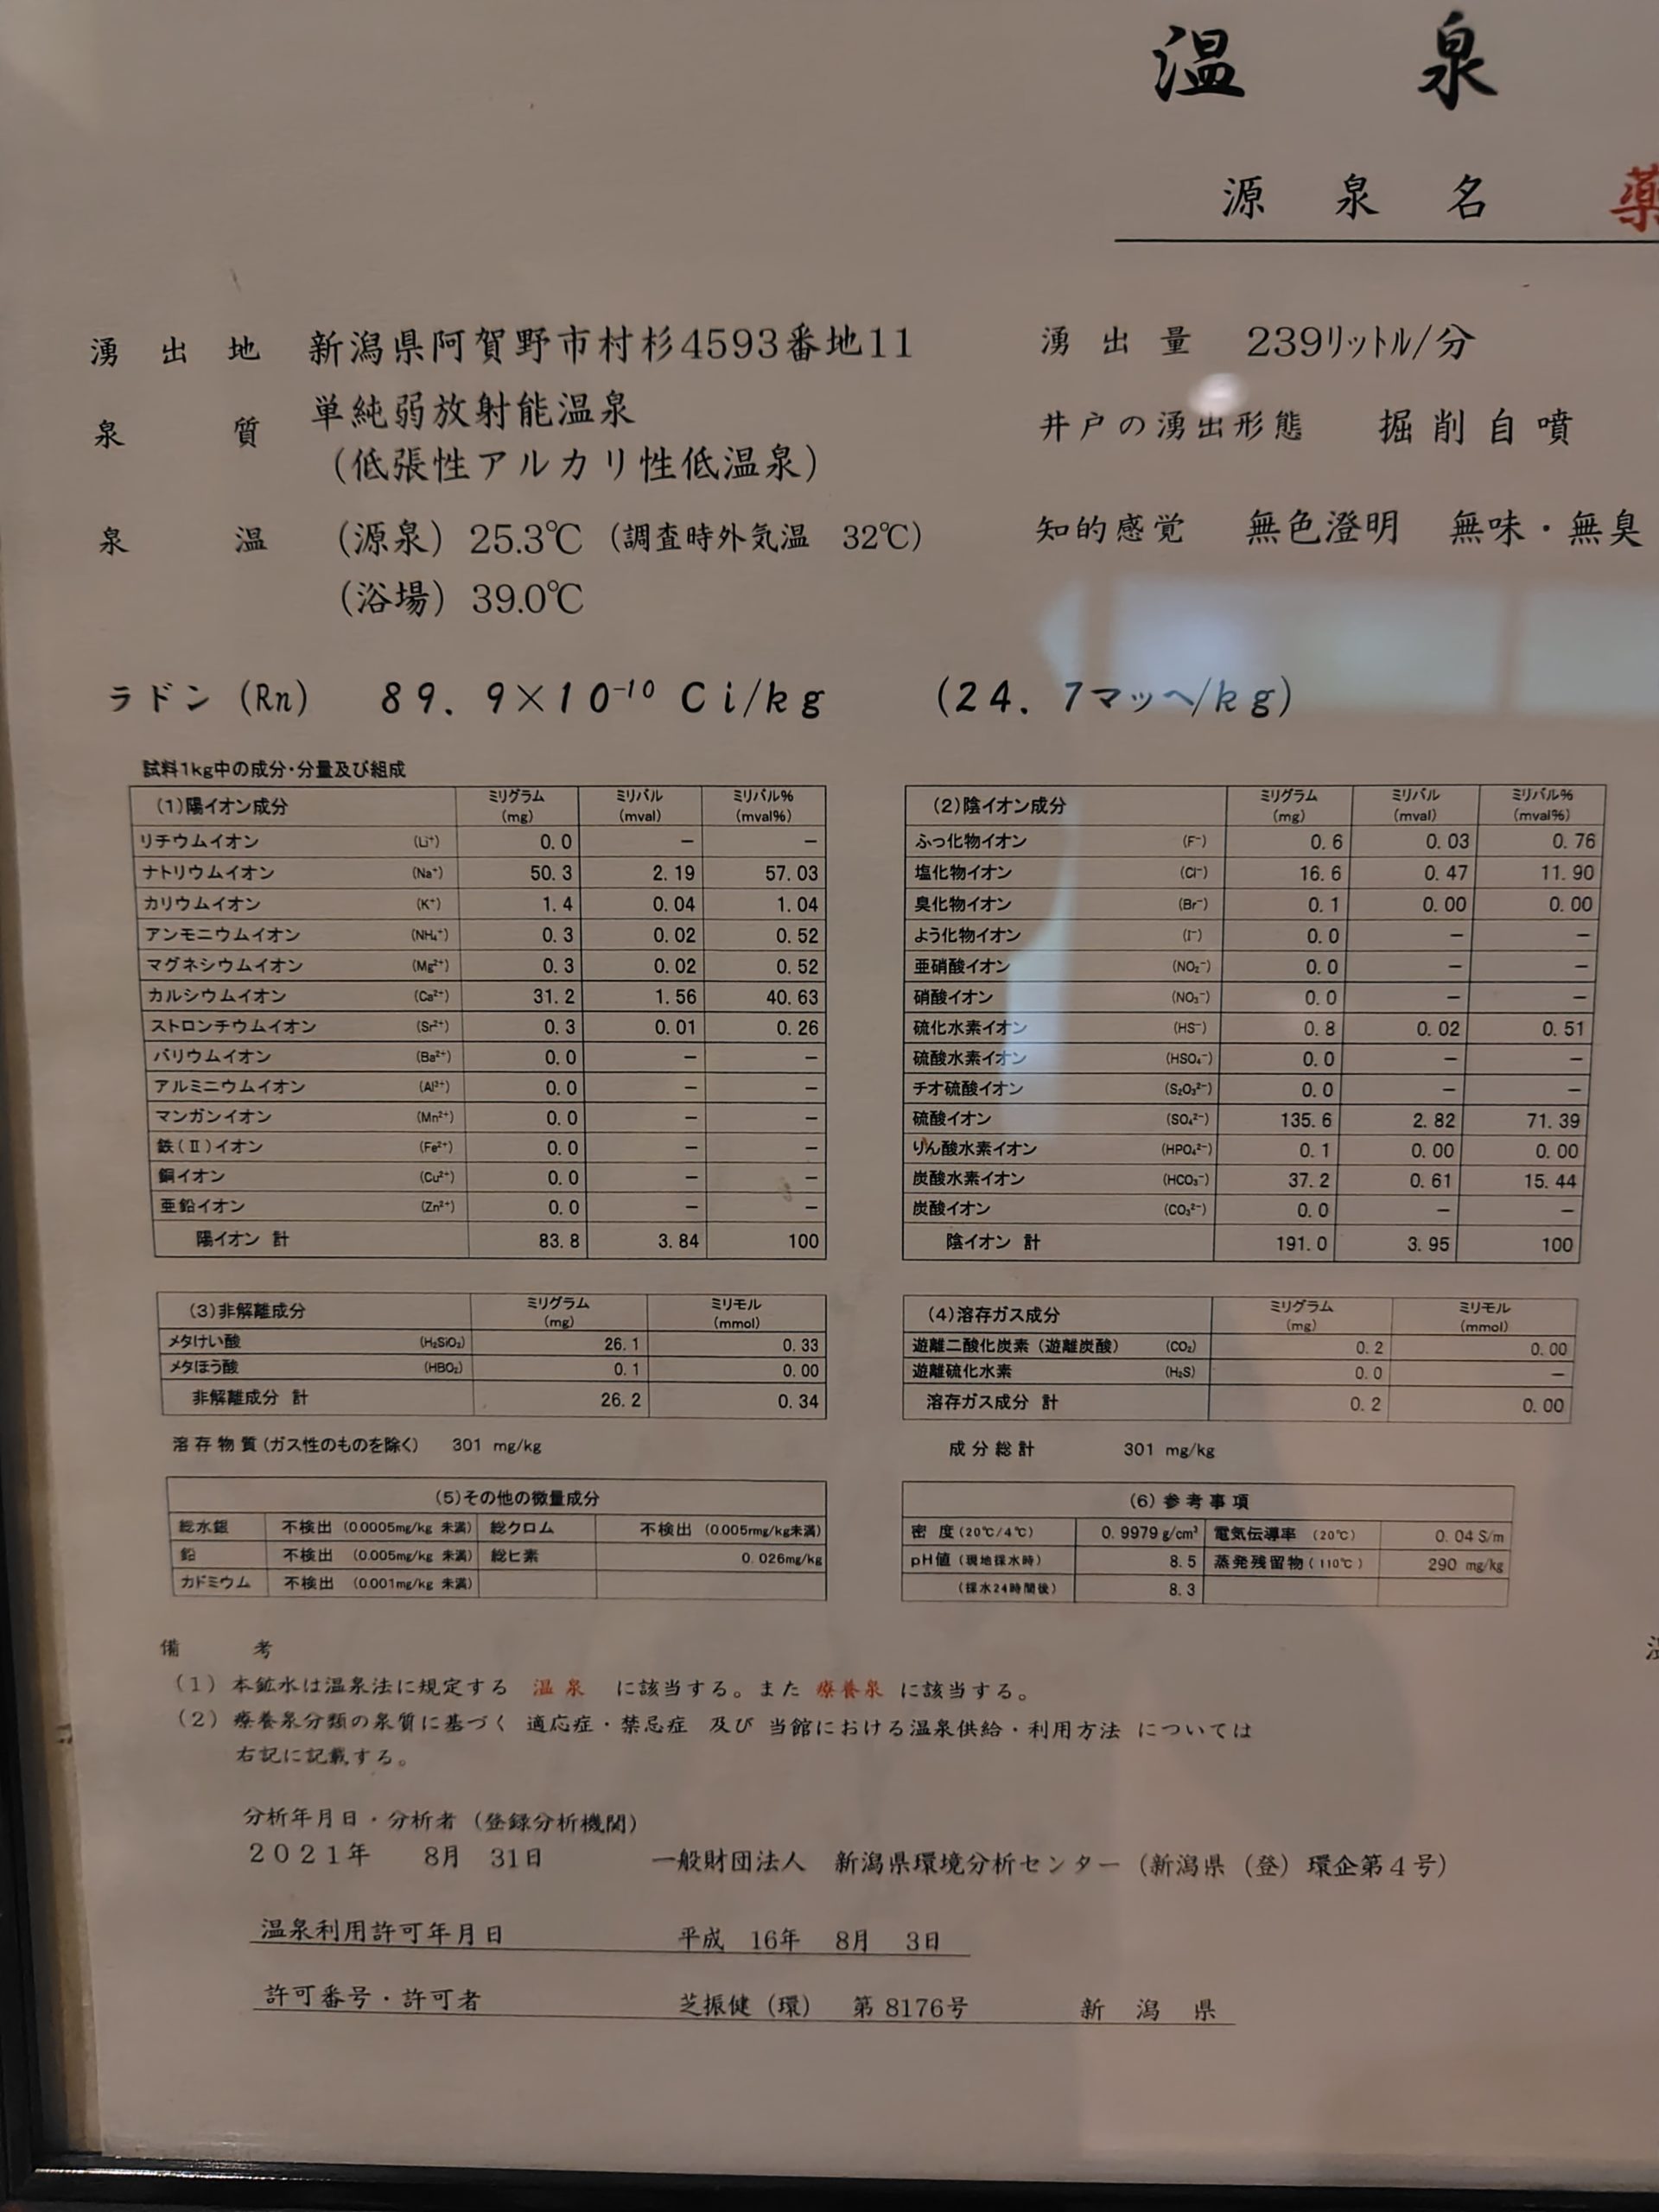 温泉
源泉名 薬
湧出地 新潟県阿賀野市村杉4593番地11 湧出量 239リットル/分
泉質 単純弱放射能温泉
(低張性アルカリ性低温泉)
井戸の湧出形態 掘削自噴
泉温 (源泉) 25.3℃ (調査時外気温 32℃) 知的感覚 無色澄明 無味・無臭
(浴場) 39.0℃
ラドン (Rn) 89.9×10⁻¹⁰ Ci/kg (24.7マッヘ/kg)
試料1kg中の成分・分量及び組成
(1)陽イオン成分 ミリグラム(mg) ミリバル(mval) ミリバル%(mval%)
リチウムイオン (Li⁺) 0.0 − −
ナトリウムイオン (Na⁺) 50.3 2.19 57.03
カリウムイオン (K⁺) 1.4 0.04 1.04
アンモニウムイオン (NH₄⁺) 0.3 0.02 0.52
マグネシウムイオン (Mg²⁺) 0.3 0.02 0.52
カルシウムイオン (Ca²⁺) 31.2 1.56 40.63
ストロンチウムイオン (Sr²⁺) 0.3 0.01 0.26
バリウムイオン (Ba²⁺) 0.0 − −
アルミニウムイオン (Al³⁺) 0.0 − −
マンガンイオン (Mn²⁺) 0.0 − −
鉄(Ⅱ)イオン (Fe²⁺) 0.0 − −
銅イオン (Cu²⁺) 0.0 − −
亜鉛イオン (Zn²⁺) 0.0 − −
陽イオン 計 83.8 3.84 100
(2)陰イオン成分 ミリグラム(mg) ミリバル(mval) ミリバル%(mval%)
ふっ化物イオン (F⁻) 0.6 0.03 0.76
塩化物イオン (Cl⁻) 16.6 0.47 11.90
臭化物イオン (Br⁻) 0.1 0.00 0.00
よう化物イオン (I⁻) 0.0 − −
亜硝酸イオン (NO₂⁻) 0.0 − −
硝酸イオン (NO₃⁻) 0.0 − −
硫化水素イオン (HS⁻) 0.8 0.02 0.51
硫酸水素イオン (HSO₄⁻) 0.0 − −
チオ硫酸イオン (S₂O₃²⁻) 0.0 − −
硫酸イオン (SO₄²⁻) 135.6 2.82 71.39
りん酸水素イオン (HPO₄²⁻) 0.1 0.00 0.00
炭酸水素イオン (HCO₃⁻) 37.2 0.61 15.44
炭酸イオン (CO₃²⁻) 0.0 − −
陰イオン 計 191.0 3.95 100
(3)非解離成分 ミリグラム(mg) ミリモル(mmol)
メタけい酸 (H₂SiO₃) 26.1 0.33
メタほう酸 (HBO₂) 0.1 0.00
非解離成分 計 26.2 0.34
(4)溶存ガス成分 ミリグラム(mg) ミリモル(mmol)
遊離二酸化炭素(遊離炭酸) (CO₂) 0.2 0.00
遊離硫化水素 (H₂S) 0.0 −
溶存ガス成分 計 0.2 0.00
溶存物質(ガス性のものを除く) 301 mg/kg 成分総計 301 mg/kg
(5)その他の微量成分
総水銀 不検出 (0.0005mg/kg 未満) 総クロム 不検出 (0.005mg/kg未満)
鉛 不検出 (0.005mg/kg 未満) 総ヒ素 0.026mg/kg
カドミウム 不検出 (0.001mg/kg 未満)
(6)参考事項
密度(20℃/4℃) 0.9979 g/cm³ 電気伝導率 (20℃) 0.04 S/m
pH値(現地採水時) 8.5 蒸発残留物(110℃) 290 mg/kg
(採水24時間後) 8.3
備考
(1) 本鉱水は温泉法に規定する 温泉 に該当する。また 療養泉 に該当する。
(2) 療養泉分類の泉質に基づく 適応症・禁忌症 及び 当館における温泉供給・利用方法 については
右記に記載する。
分析年月日・分析者 (登録分析機関)
2021年 8月 31日 一般財団法人 新潟県環境分析センター (新潟県 (登) 環企第4号)
温泉利用許可年月日 平成 16年 8月 3日
許可番号・許可者 芝振健 (環) 第 8176号 新潟県